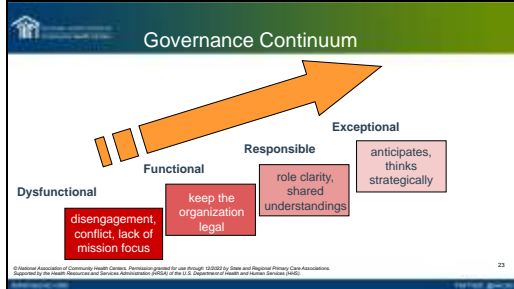 Governance Continuum
Exceptional
anticipates,
thinks
strategically
Responsible
role clarity,
shared
understandings
Functional
keep the
organization
legal
Dysfunctional
disengagement,
conflict, lack of
mission focus
23
©National Association of Community Health Centers. Permission granted for use through 12/2022 by State and Regional Primary Care Associations.
Supported by the Health Resources and Services Administration (HRSA) of the U.S. Department of Health and Human Services (HHS).